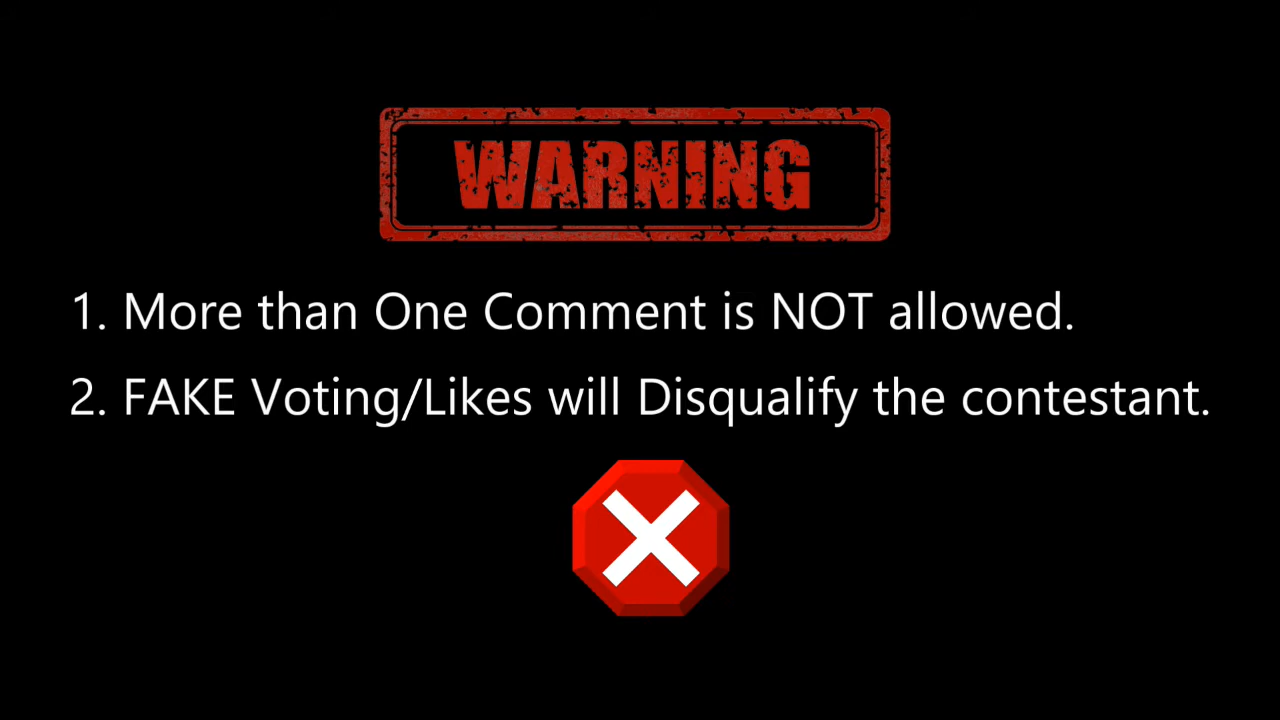 WARNING
1. More than One Comment is NOT allowed.
2. FAKE Voting/Likes will Disqualify the contestant.